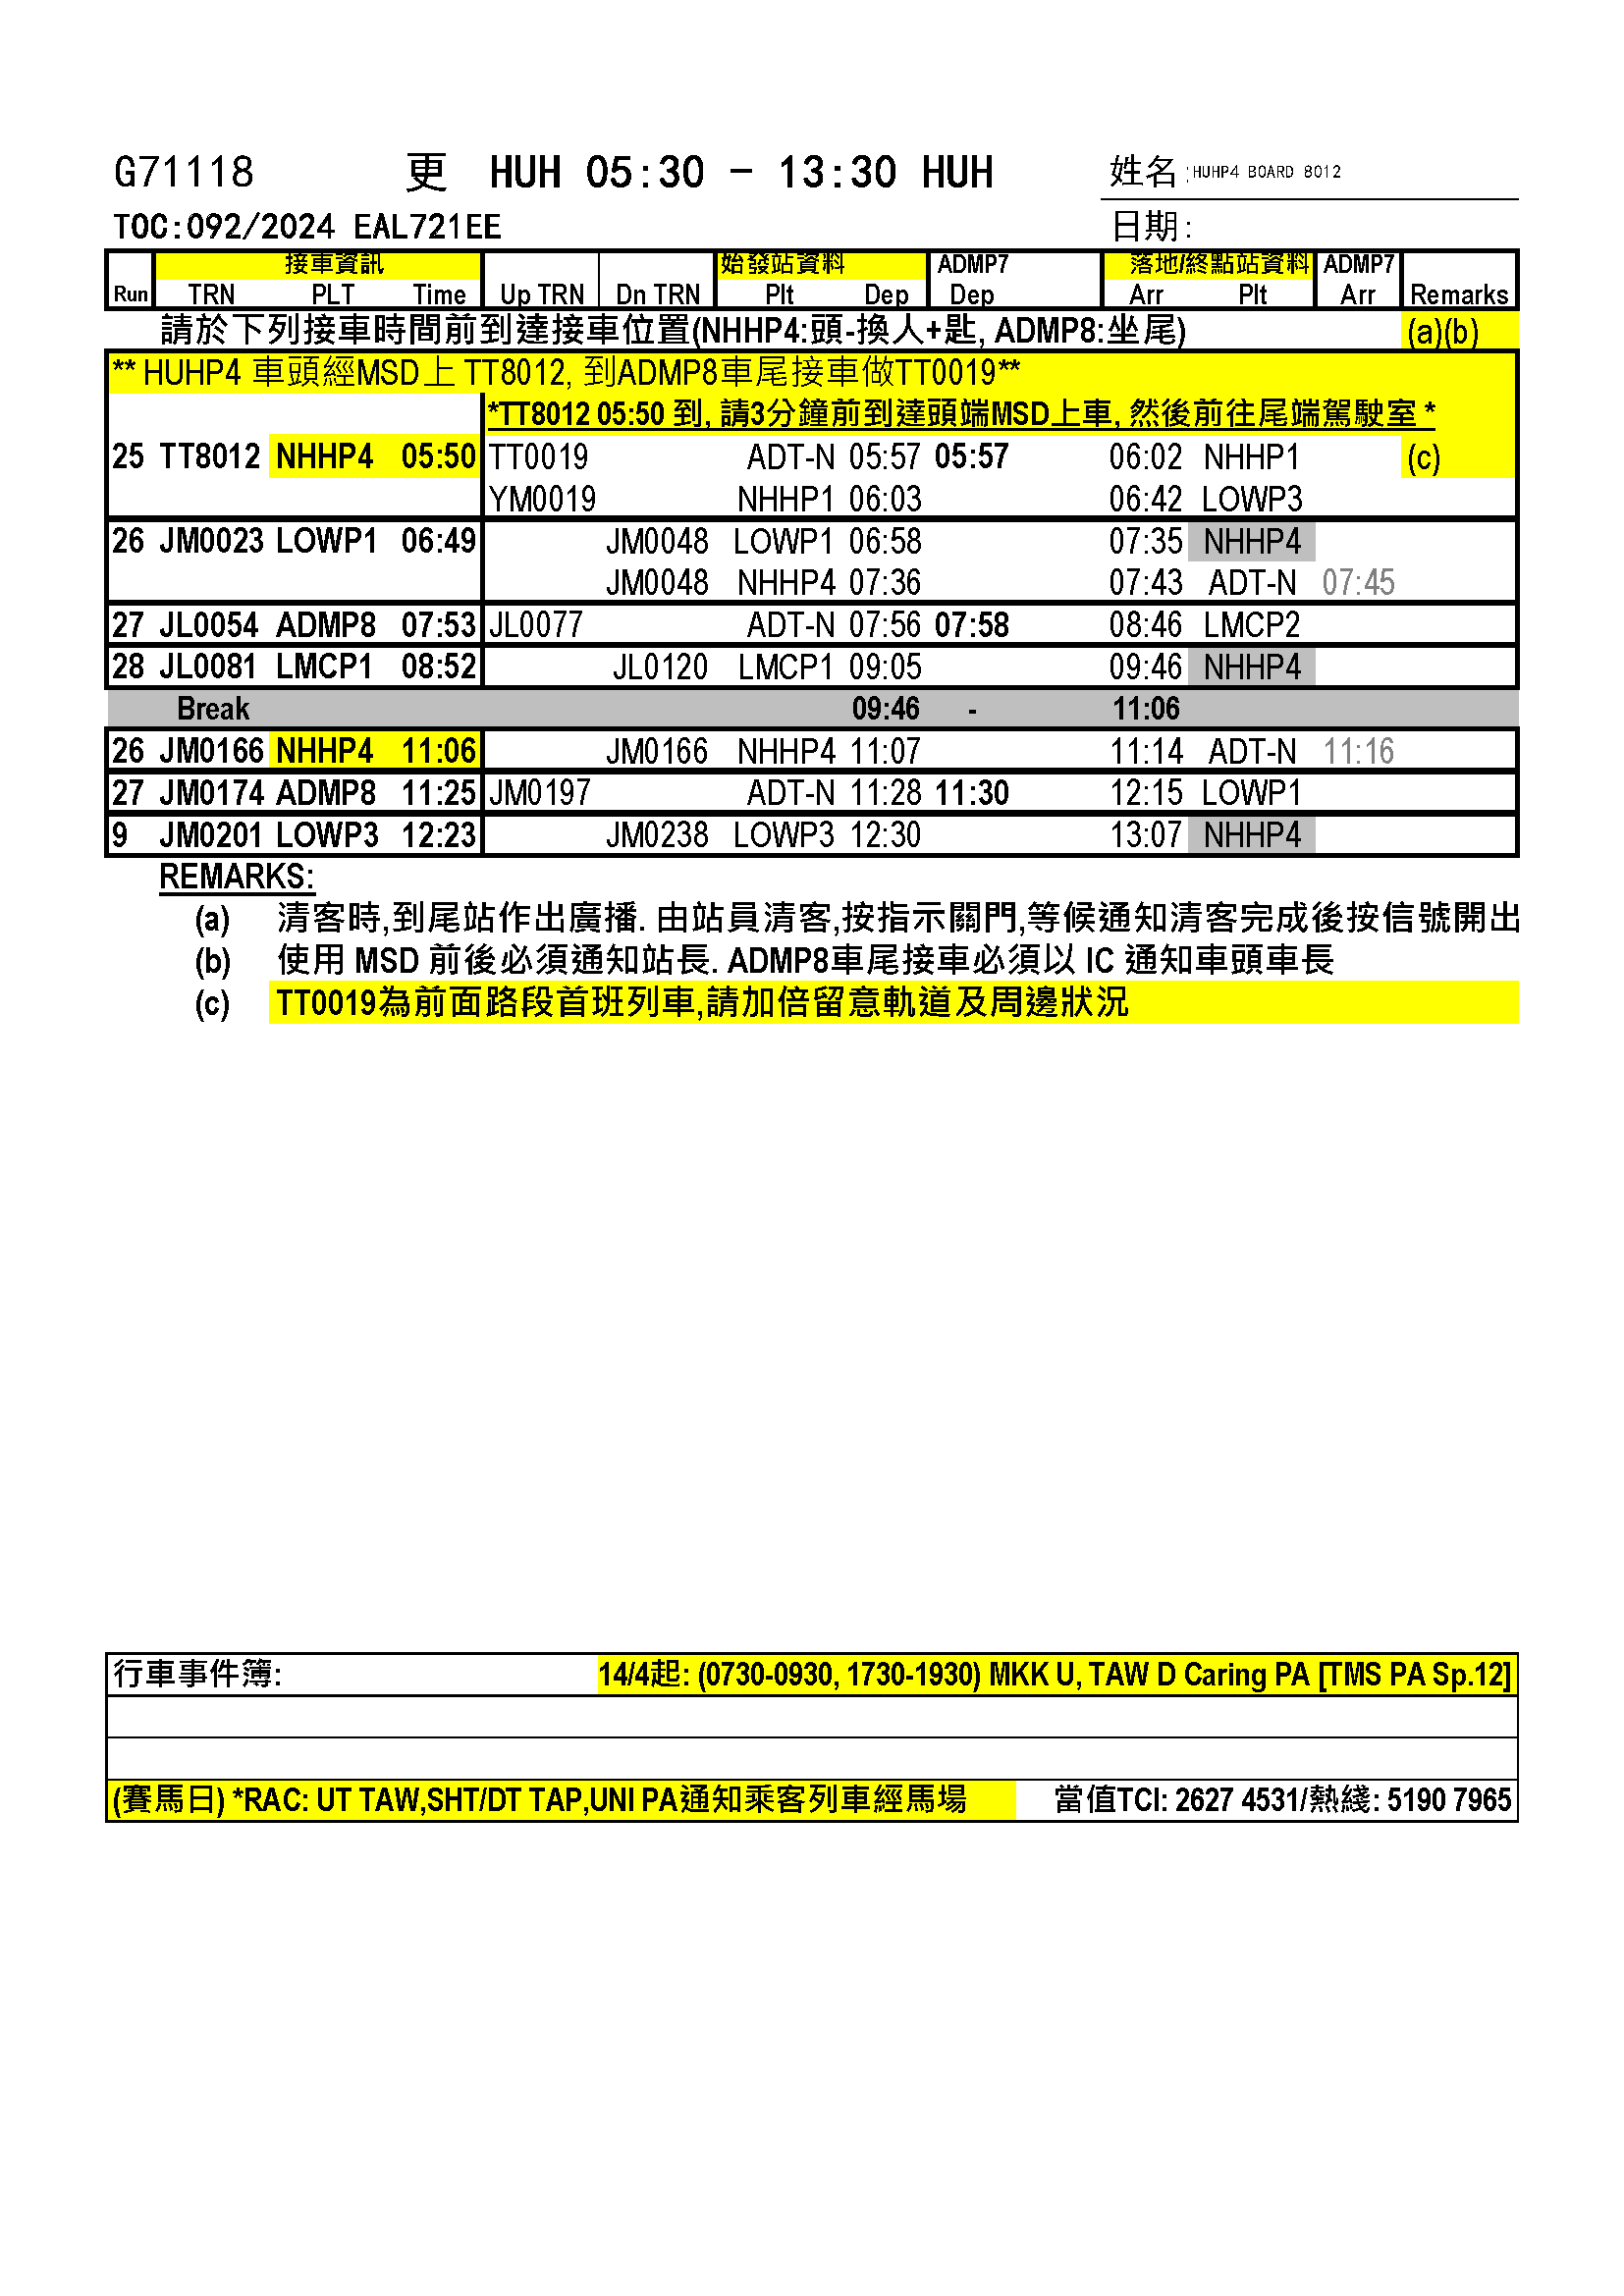 G71118 更 HUH 05:30 - 13:30 HUH 姓名:HUHP4 BOARD 8012
TOC:092/2024 EAL721EE 日期:
接車資訊 始發站資料 ADMP7 落地/終點站資料 ADMP7
Run TRN PLT Time Up TRN Dn TRN Plt Dep Dep Arr Plt Arr Remarks
請於下列接車時間前到達接車位置(NHHP4:頭-換人+匙, ADMP8:坐尾) (a)(b)
** HUHP4 車頭經MSD上 TT8012, 到ADMP8車尾接車做TT0019**
*TT8012 05:50 到, 請3分鐘前到達頭端MSD上車, 然後前往尾端駕駛室 *
25 TT8012 NHHP4 05:50 TT0019 ADT-N 05:57 05:57 06:02 NHHP1 (c)
YM0019 NHHP1 06:03 06:42 LOWP3
26 JM0023 LOWP1 06:49 JM0048 LOWP1 06:58 07:35 NHHP4
JM0048 NHHP4 07:36 07:43 ADT-N 07:45
27 JL0054 ADMP8 07:53 JL0077 ADT-N 07:56 07:58 08:46 LMCP2
28 JL0081 LMCP1 08:52 JL0120 LMCP1 09:05 09:46 NHHP4
Break 09:46 - 11:06
26 JM0166 NHHP4 11:06 JM0166 NHHP4 11:07 11:14 ADT-N 11:16
27 JM0174 ADMP8 11:25 JM0197 ADT-N 11:28 11:30 12:15 LOWP1
9 JM0201 LOWP3 12:23 JM0238 LOWP3 12:30 13:07 NHHP4
REMARKS:
(a) 清客時,到尾站作出廣播. 由站員清客,按指示關門,等候通知清客完成後按信號開出
(b) 使用 MSD 前後必須通知站長. ADMP8車尾接車必須以 IC 通知車頭車長
(c) TT0019為前面路段首班列車,請加倍留意軌道及周邊狀況
行車事件簿: 14/4起: (0730-0930, 1730-1930) MKK U, TAW D Caring PA [TMS PA Sp.12]
(賽馬日) *RAC: UT TAW,SHT/DT TAP,UNI PA通知乘客列車經馬場 當值TCI: 2627 4531/熱綫: 5190 7965